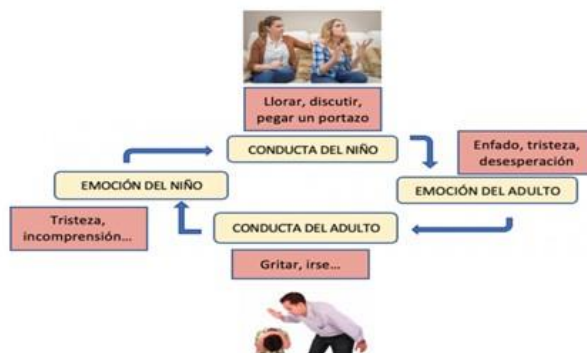 Llorar, discutir,
pegar un portazo
CONDUCTA DEL NIÑO
Enfado, tristeza,
desesperación
EMOCIÓN DEL NIÑO
EMOCIÓN DEL ADULTO
Tristeza,
incomprensión...
CONDUCTA DEL ADULTO
Gritar, irse...